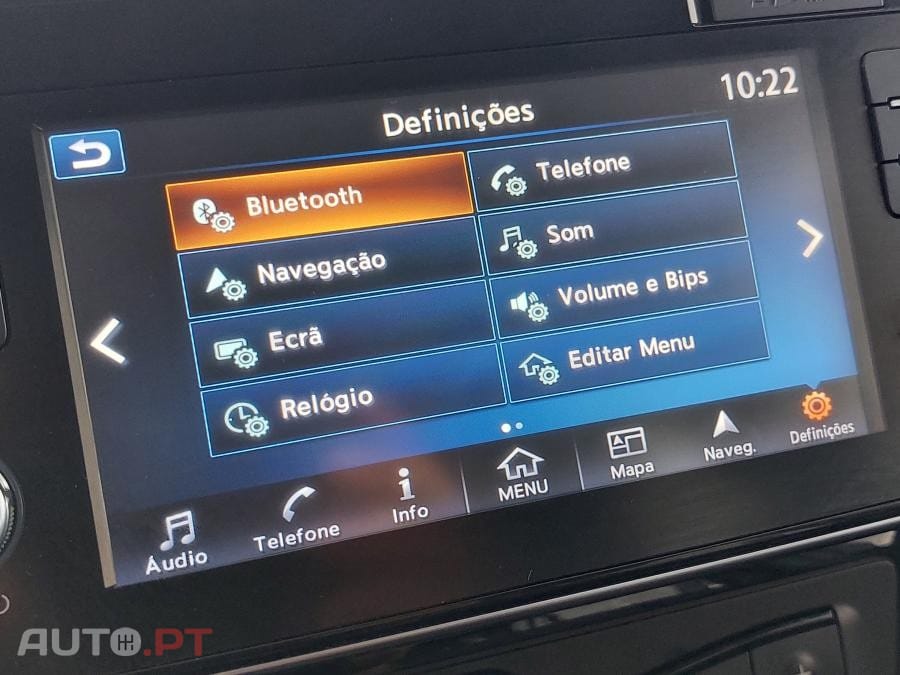 10:22
Definições
Bluetooth
Telefone
Navegação
Som
Ecrã
Volume e Bips
Relógio
Editar Menu
Áudio
Telefone
Info
MENU
Mapa
Naveg.
Definições
AUTO.PT